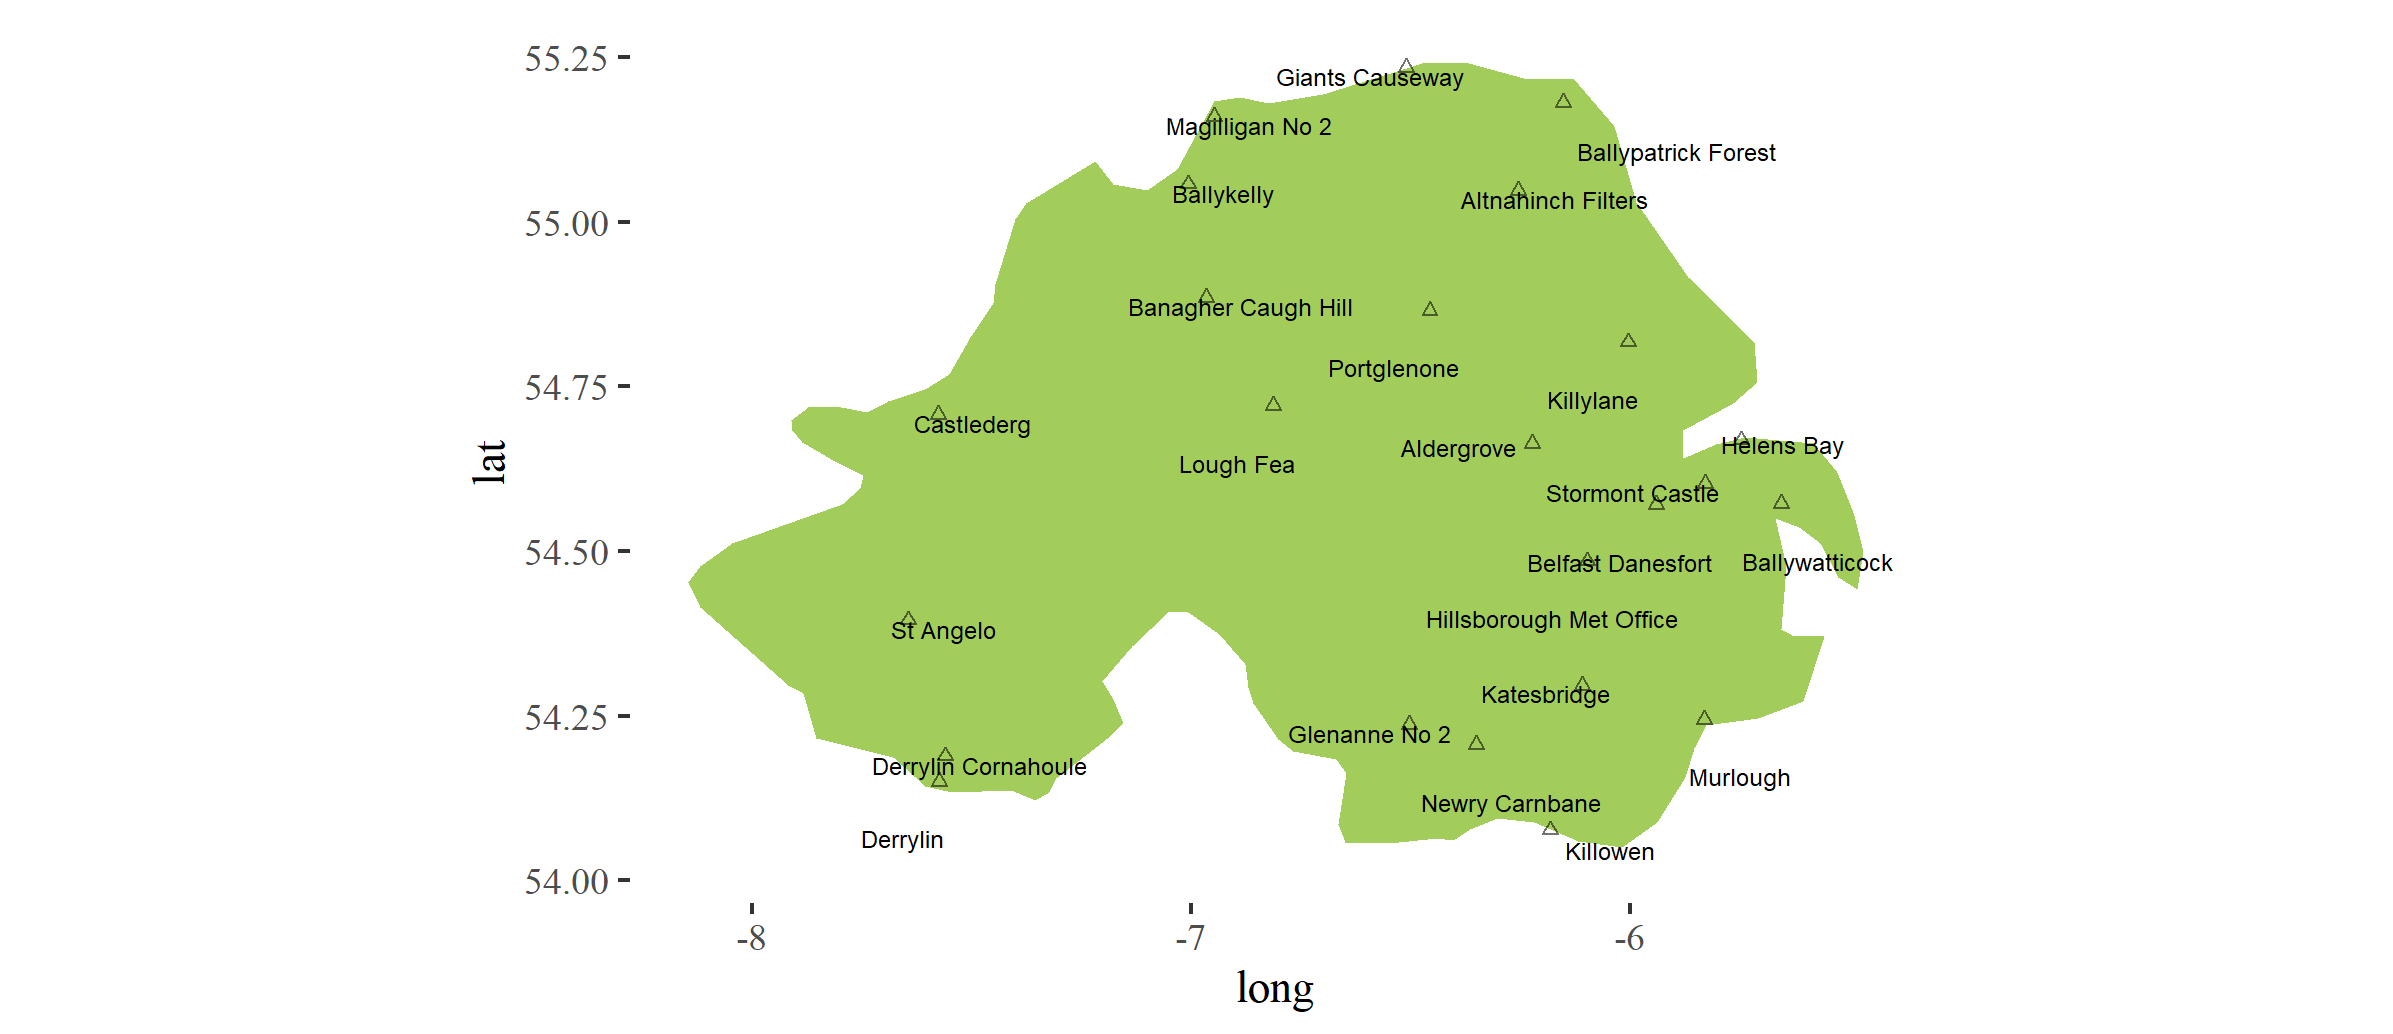 55.25
Giants Causeway
Magilligan No 2
Ballypatrick Forest
Ballykelly
Altnahinch Filters
55.00
Banagher Caugh Hill
Portglenone
54.75
Killylane
Castlederg
Helens Bay
Aldergrove
Lough Fea
lat
Stormont Castle
54.50
Belfast Danesfort
Ballywatticock
Hillsborough Met Office
St Angelo
Katesbridge
54.25
Glenanne No 2
Derrylin Cornahoule
Murlough
Newry Carnbane
Derrylin
Killowen
54.00
-8
-7
-6
long